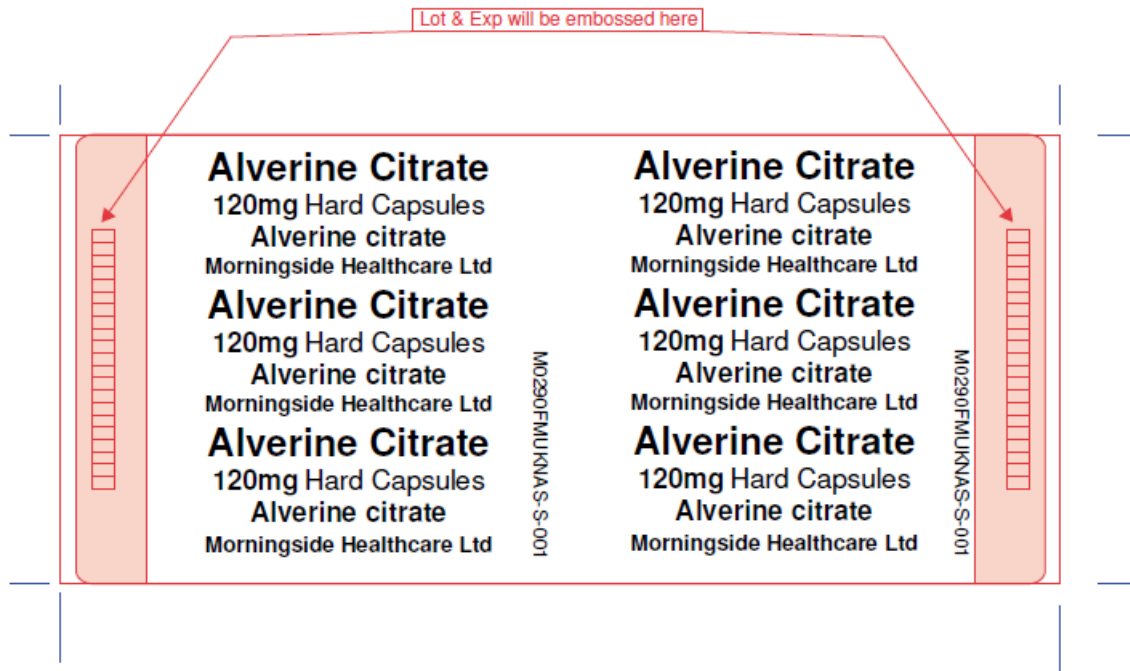 Lot & Exp will be embossed here
Alverine Citrate
120mg Hard Capsules
Alverine citrate
Morningside Healthcare Ltd
Alverine Citrate
120mg Hard Capsules
Alverine citrate
Morningside Healthcare Ltd
Alverine Citrate
120mg Hard Capsules
Alverine citrate
Morningside Healthcare Ltd
M0290FMUKNAS-S-001
Alverine Citrate
120mg Hard Capsules
Alverine citrate
Morningside Healthcare Ltd
Alverine Citrate
120mg Hard Capsules
Alverine citrate
Morningside Healthcare Ltd
Alverine Citrate
120mg Hard Capsules
Alverine citrate
Morningside Healthcare Ltd
M0290FMUKNAS-S-001